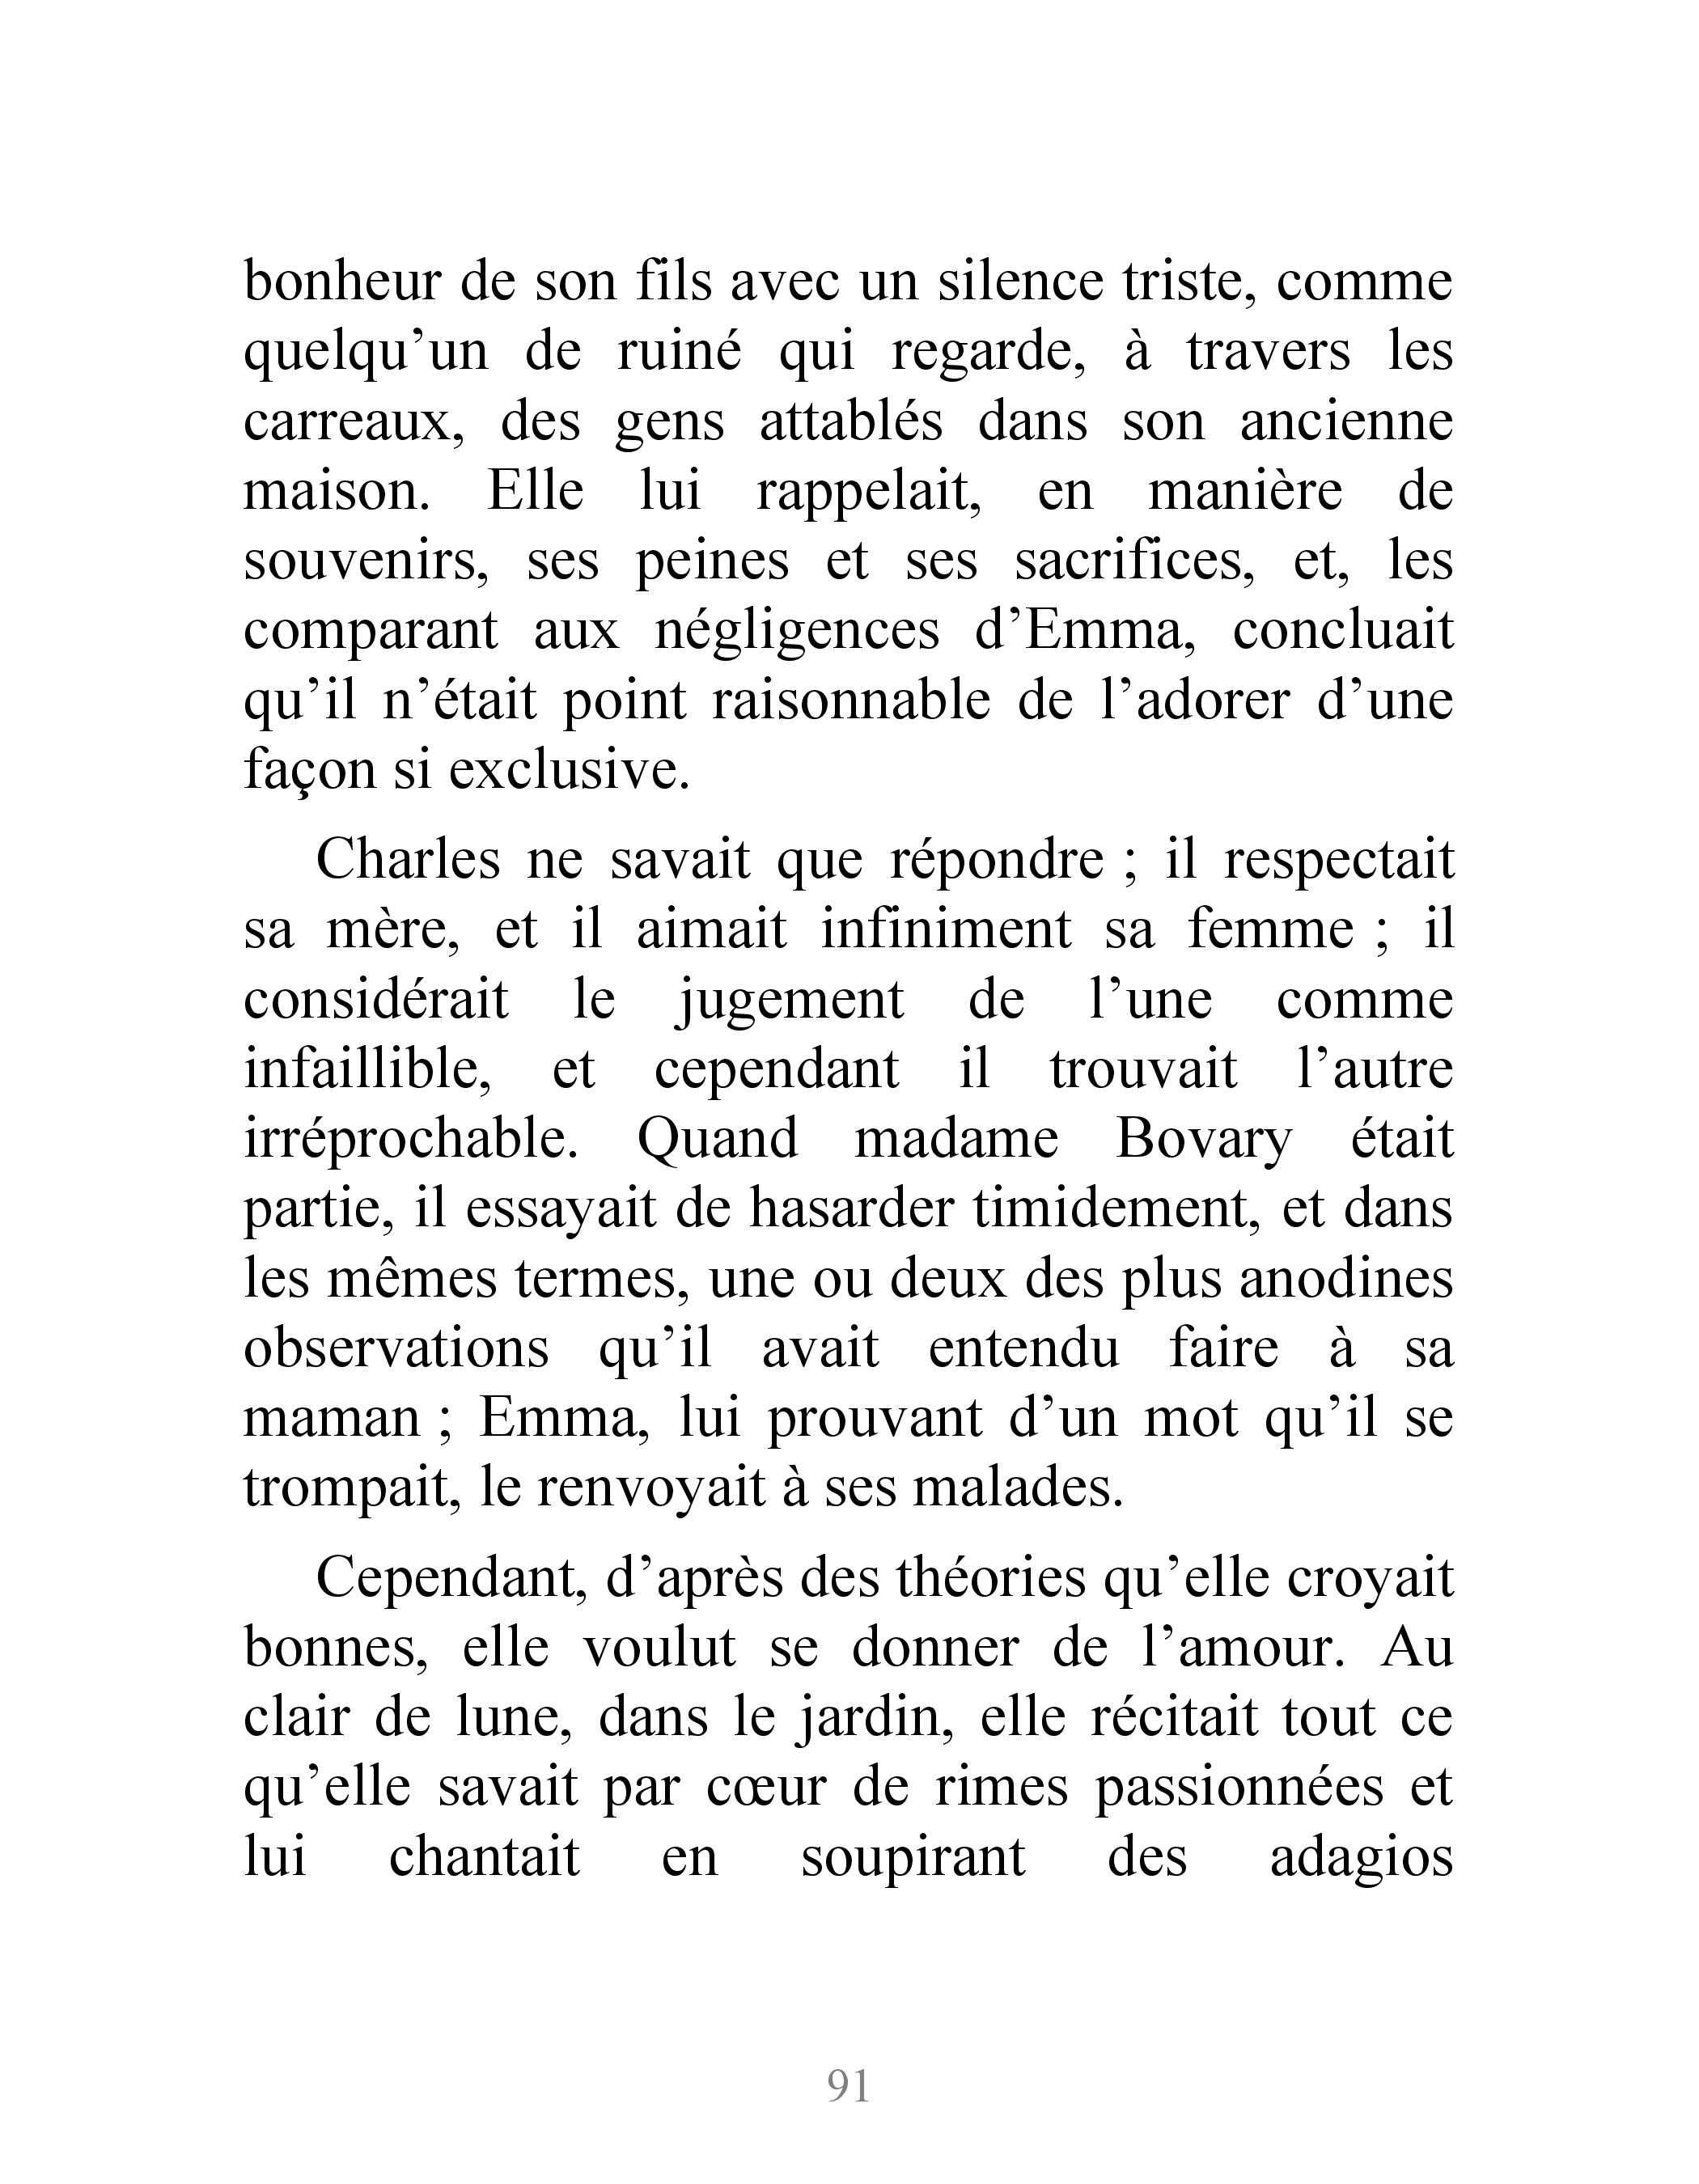 bonheur de son fils avec un silence triste, comme
quelqu’un de ruiné qui regarde, à travers les
carreaux, des gens attablés dans son ancienne
maison. Elle lui rappelait, en manière de
souvenirs, ses peines et ses sacrifices, et, les
comparant aux négligences d’Emma, concluait
qu’il n’était point raisonnable de l’adorer d’une
façon si exclusive.
Charles ne savait que répondre ; il respectait
sa mère, et il aimait infiniment sa femme ; il
considérait le jugement de l’une comme
infaillible, et cependant il trouvait l’autre
irréprochable. Quand madame Bovary était
partie, il essayait de hasarder timidement, et dans
les mêmes termes, une ou deux des plus anodines
observations qu’il avait entendu faire à sa
maman ; Emma, lui prouvant d’un mot qu’il se
trompait, le renvoyait à ses malades.
Cependant, d’après des théories qu’elle croyait
bonnes, elle voulut se donner de l’amour. Au
clair de lune, dans le jardin, elle récitait tout ce
qu’elle savait par cœur de rimes passionnées et
lui chantait en soupirant des adagios
91